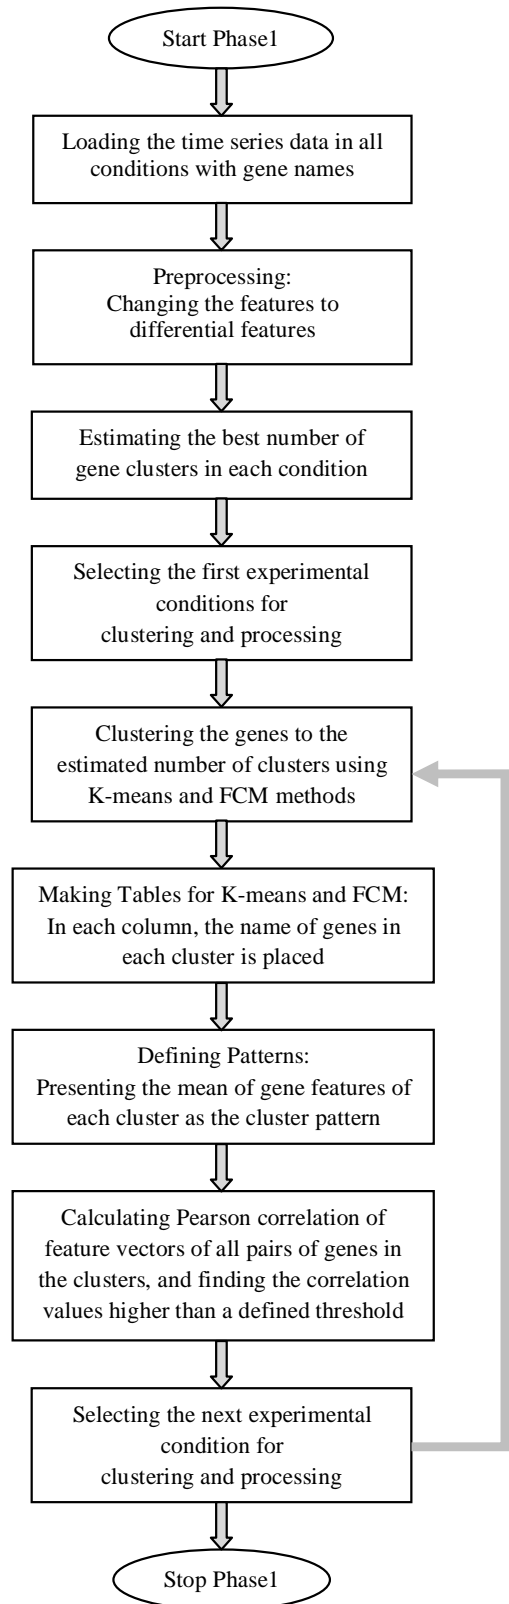 Start Phase1
Loading the time series data in all
conditions with gene names
Preprocessing:
Changing the features to
differential features
Estimating the best number of
gene clusters in each condition
Selecting the first experimental
conditions for
clustering and processing
Clustering the genes to the
estimated number of clusters using
K-means and FCM methods
Making Tables for K-means and FCM:
In each column, the name of genes in
each cluster is placed
Defining Patterns:
Presenting the mean of gene features of
each cluster as the cluster pattern
Calculating Pearson correlation of
feature vectors of all pairs of genes in
the clusters, and finding the correlation
values higher than a defined threshold
Selecting the next experimental
condition for
clustering and processing
Stop Phase1